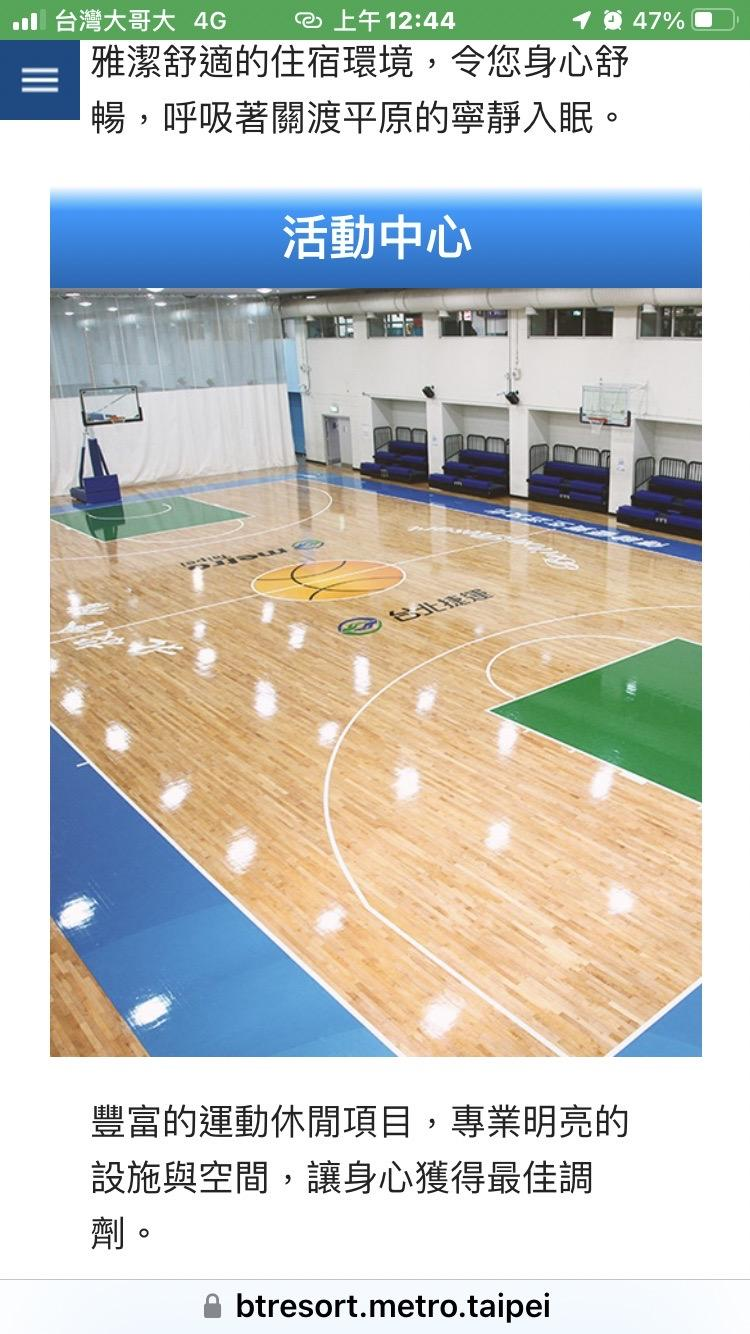 台灣大哥大 4G 上午12:44 47%
雅潔舒適的住宿環境，令您身心舒
暢，呼吸著關渡平原的寧靜入眠。
活動中心
metro
taipei
台北捷運
豐富的運動休閒項目，專業明亮的
設施與空間，讓身心獲得最佳調
劑。
btresort.metro.taipei